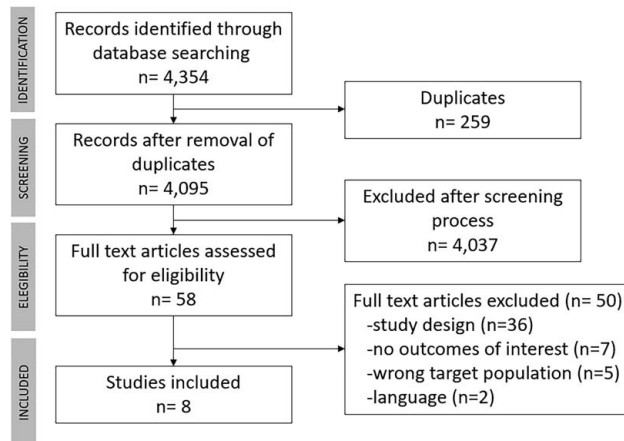 IDENTIFICATION
Records identified through
database searching
n= 4,354
Duplicates
n= 259
SCREENING
Records after removal of
duplicates
n= 4,095
Excluded after screening
process
n= 4,037
ELEGIBILITY
Full text articles assessed
for eligibility
n= 58
Full text articles excluded (n= 50)
-study design (n=36)
-no outcomes of interest (n=7)
-wrong target population (n=5)
-language (n=2)
INCLUDED
Studies included
n= 8